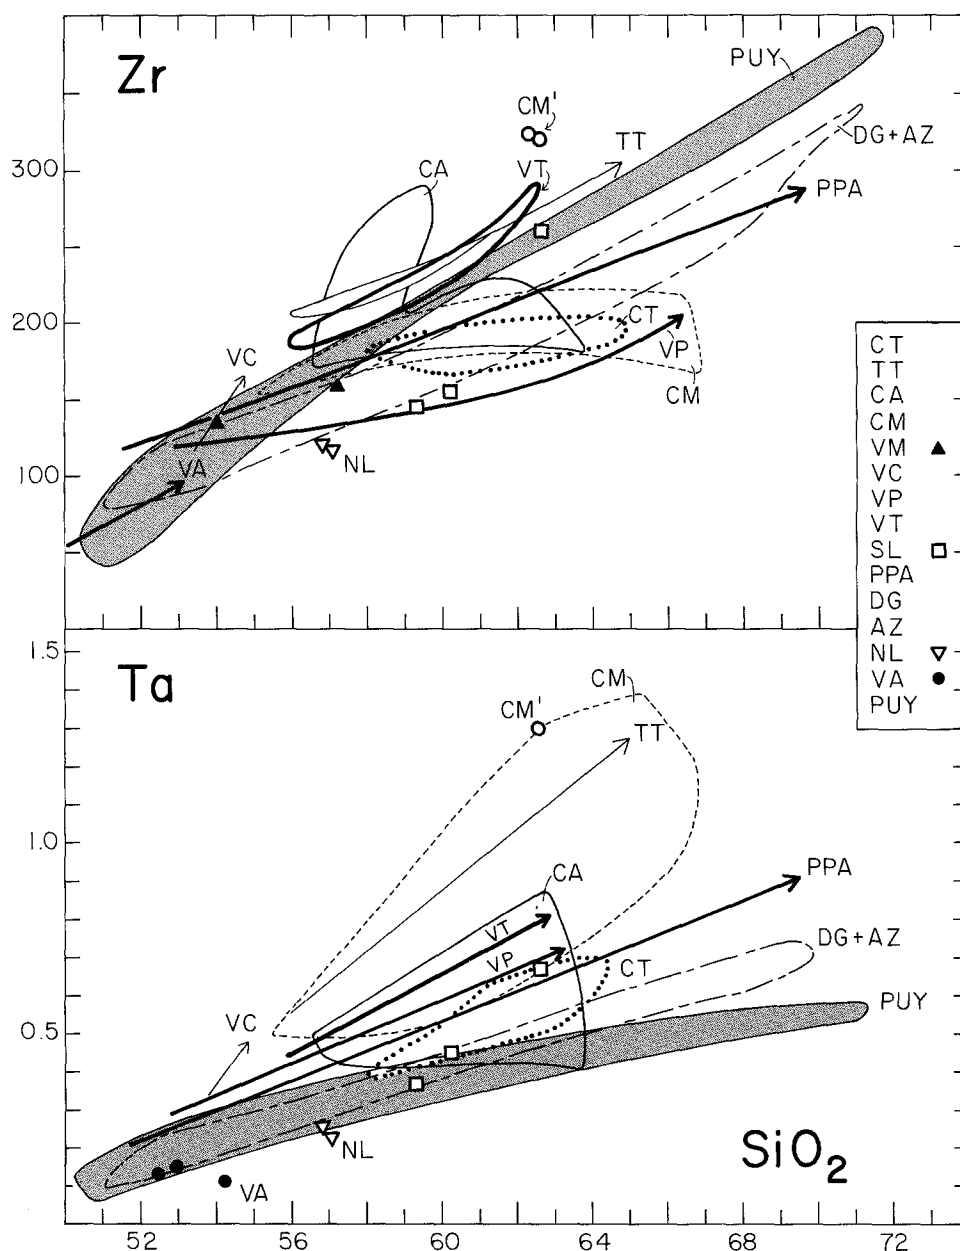 Zr
PUY
CM'
TT
DG+AZ
CA
VT
PPA
300
200
CT
VP
CM
VC
VA
NL
100
CT
TT
CA
CM
VM ▲
VC
VP
VT
SL □
PPA
DG
AZ
NL ▽
VA ●
PUY
1.5
Ta
CM
CM'
TT
1.0
CA
PPA
VT
VP
DG+AZ
CT
PUY
VC
0.5
NL
VA
SiO₂
52 56 60 64 68 72